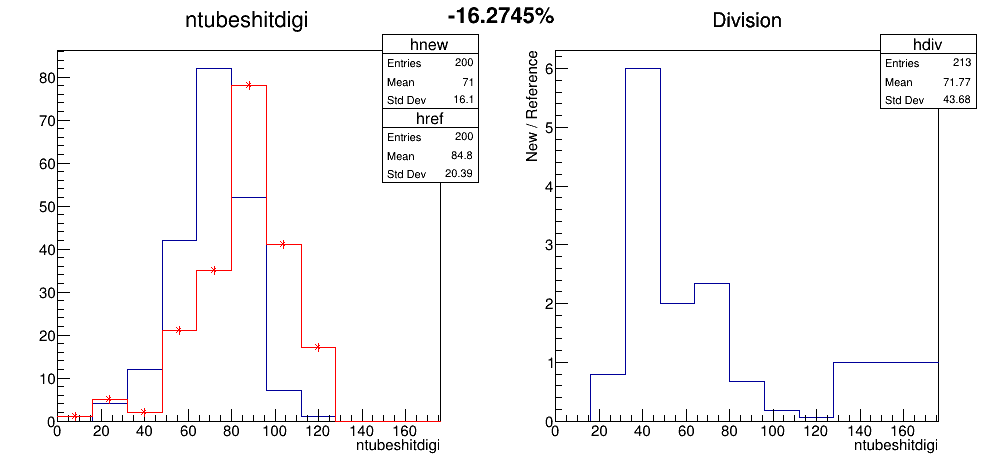 -16.2745%
ntubeshitdigi
hnew
Entries 200
Mean 71
Std Dev 16.1
href
Entries 200
Mean 84.8
Std Dev 20.39
80
70
60
50
40
30
20
10
0
0 20 40 60 80 100 120 140 160
ntubeshitdigi
Division
hdiv
Entries 213
Mean 71.77
Std Dev 43.68
New / Reference
6
5
4
3
2
1
0
0 20 40 60 80 100 120 140 160
ntubeshitdigi